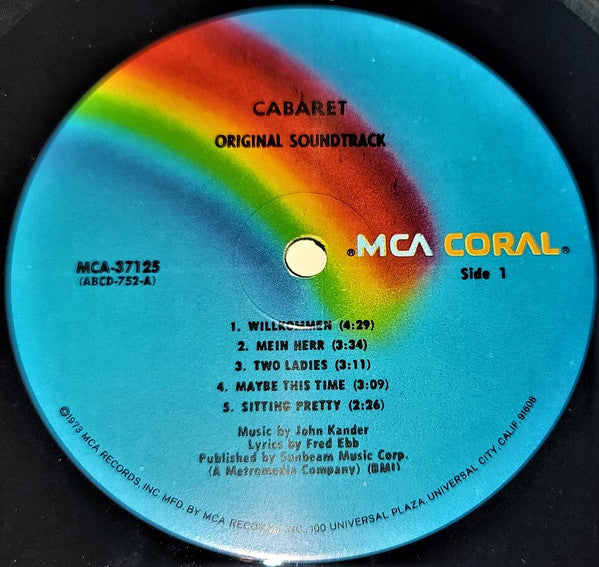 CABARET
ORIGINAL SOUNDTRACK
® MCA CORAL®
MCA-37125
(ABCD-752-A)
Side 1
1. WILLKOMMEN (4:29)
2. MEIN HERR (3:34)
3. TWO LADIES (3:11)
4. MAYBE THIS TIME (3:09)
5. SITTING PRETTY (2:26)
Music by John Kander
Lyrics by Fred Ebb
Published by Sunbeam Music Corp.
(A Metromedia Company) (BMI)
©1973 MCA RECORDS, INC. MFD. BY MCA RECORDS, INC., 100 UNIVERSAL PLAZA, UNIVERSAL CITY, CALIF. 91608